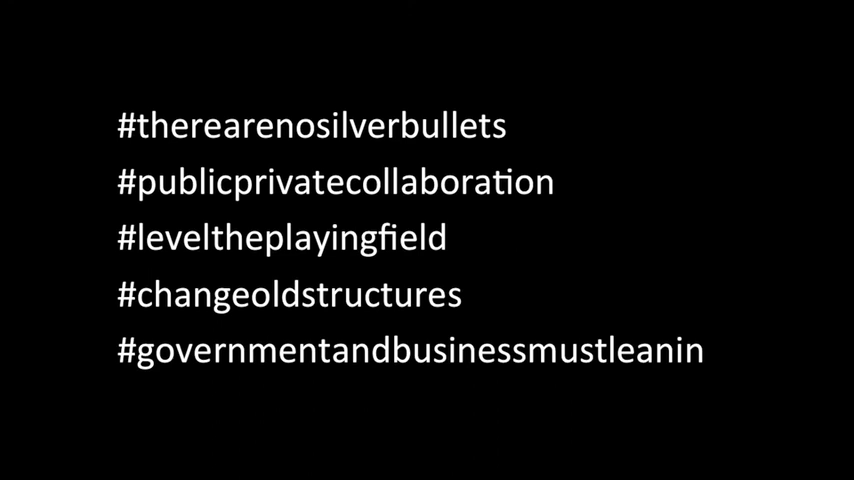 #therearenosilverbullets
#publicprivatecollaboration
#leveltheplayingfield
#changeoldstructures
#governmentandbusinessmustleanin